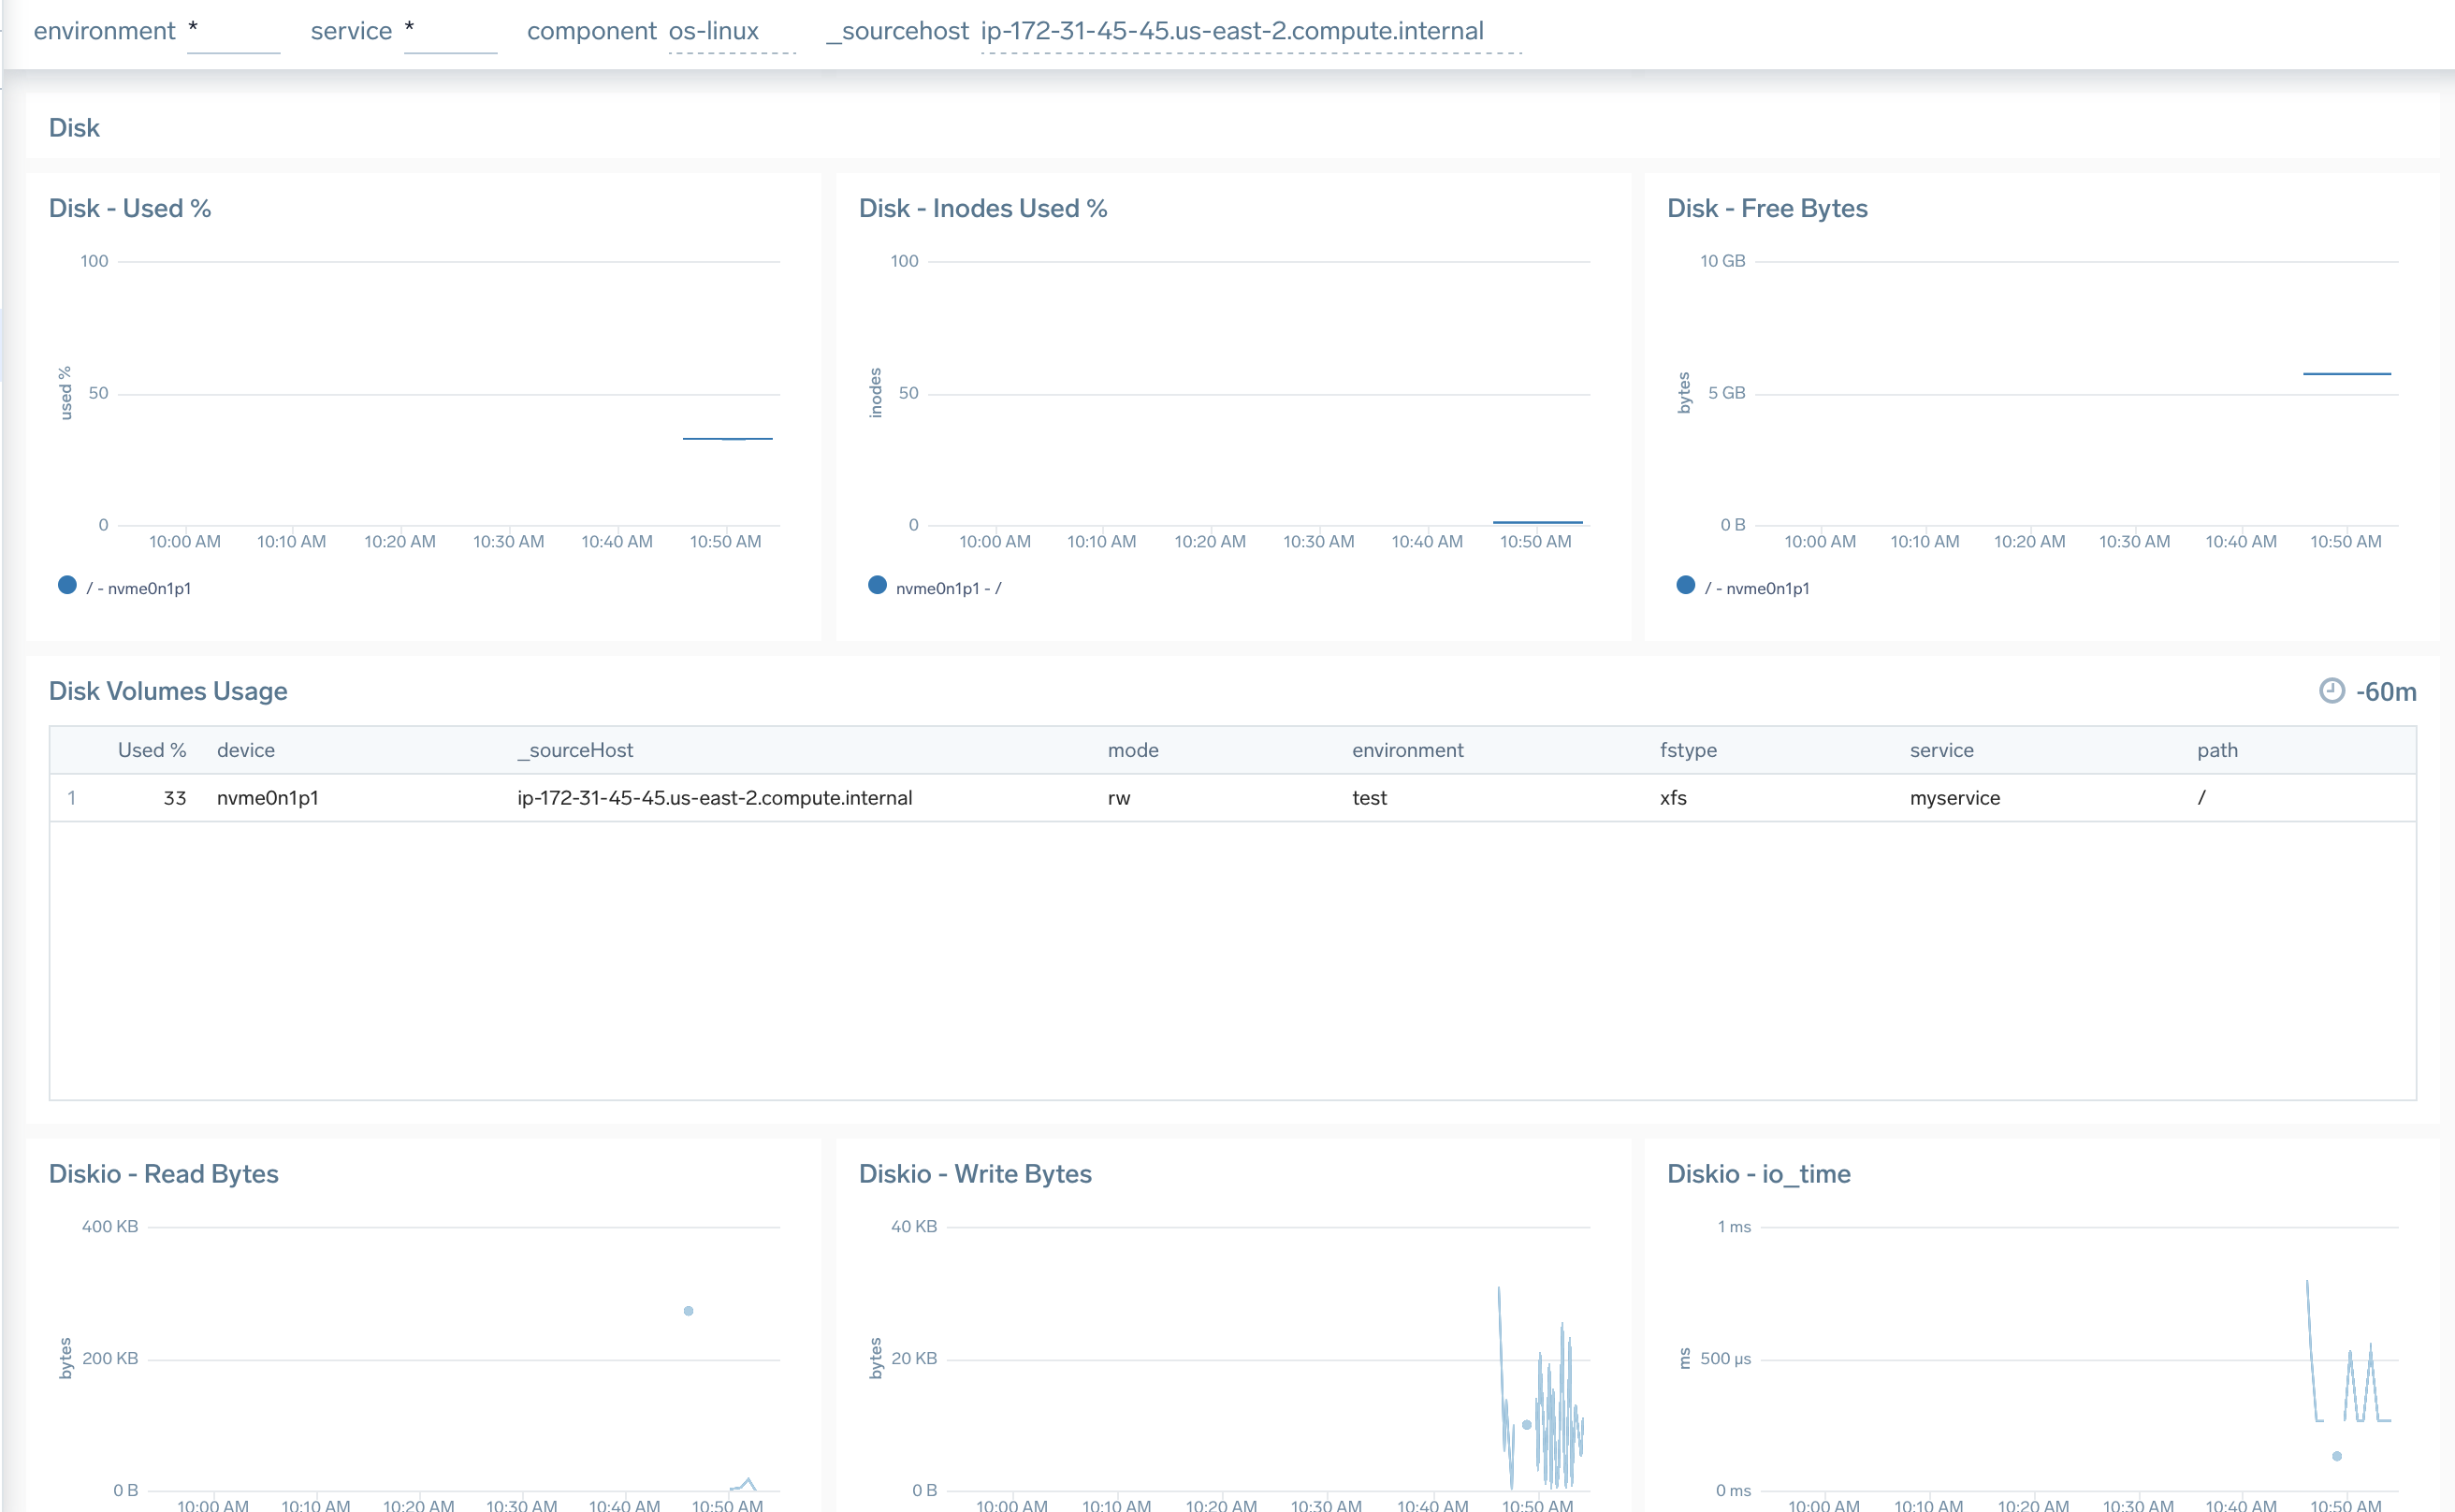 environment * service * component os-linux _sourcehost ip-172-31-45-45.us-east-2.compute.internal
Disk
Disk - Used %
100
50
0
used %
10:00 AM 10:10 AM 10:20 AM 10:30 AM 10:40 AM 10:50 AM
/ - nvme0n1p1
Disk - Inodes Used %
100
50
0
inodes
10:00 AM 10:10 AM 10:20 AM 10:30 AM 10:40 AM 10:50 AM
nvme0n1p1 - /
Disk - Free Bytes
10 GB
5 GB
0 B
bytes
10:00 AM 10:10 AM 10:20 AM 10:30 AM 10:40 AM 10:50 AM
/ - nvme0n1p1
Disk Volumes Usage -60m
Used % device _sourceHost mode environment fstype service path
1 33 nvme0n1p1 ip-172-31-45-45.us-east-2.compute.internal rw test xfs myservice /
Diskio - Read Bytes
400 KB
200 KB
0 B
bytes
10:00 AM 10:10 AM 10:20 AM 10:30 AM 10:40 AM 10:50 AM
Diskio - Write Bytes
40 KB
20 KB
0 B
bytes
10:00 AM 10:10 AM 10:20 AM 10:30 AM 10:40 AM 10:50 AM
Diskio - io_time
1 ms
500 µs
0 ms
ms
10:00 AM 10:10 AM 10:20 AM 10:30 AM 10:40 AM 10:50 AM